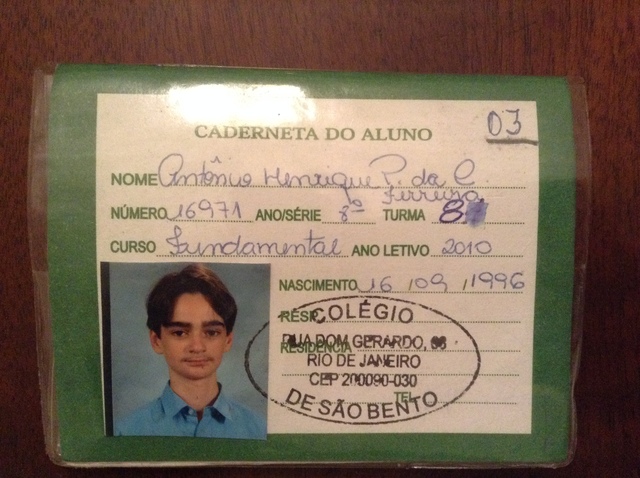 03
CADERNETA DO ALUNO
NOME Antônio Henrique P. da C.
Ferreira
NÚMERO 16971 ANO/SÉRIE 8º TURMA 8
CURSO Fundamental ANO LETIVO 2010
NASCIMENTO 16 / 09 / 1996
RESP.
COLÉGIO
RUA DOM GERARDO, 68
RESIDÊNCIA
RIO DE JANEIRO
CEP 200090-030
TEL
DE SÃO BENTO